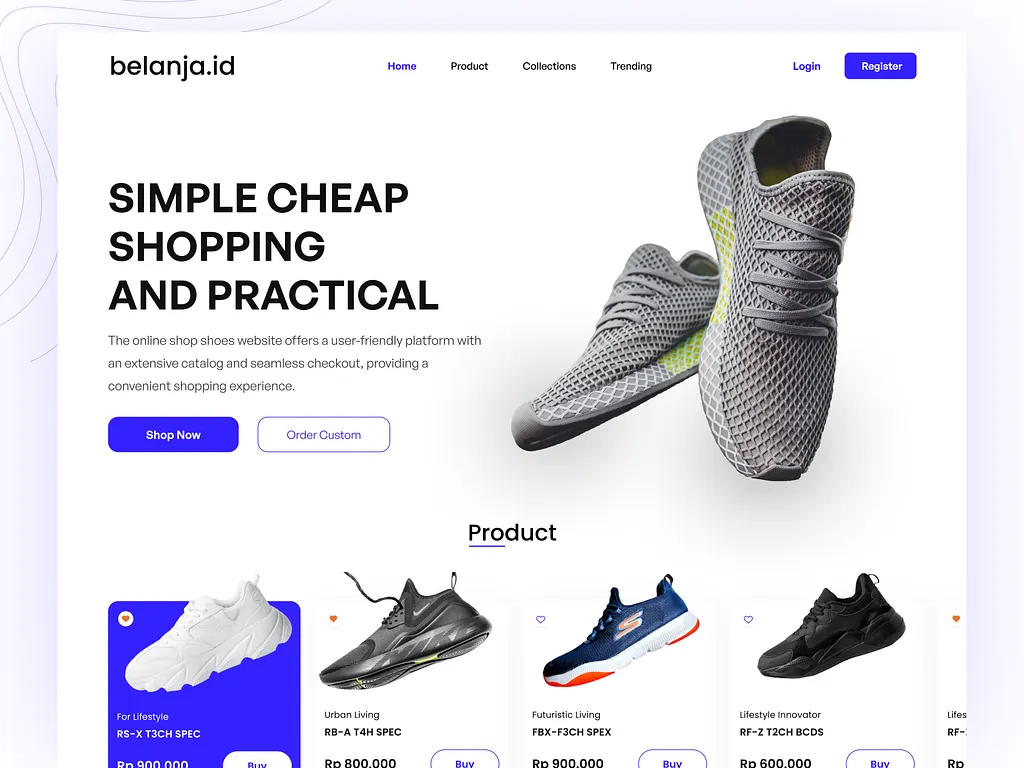 belanja.id
Home Product Collections Trending
Login Register
SIMPLE CHEAP
SHOPPING
AND PRACTICAL
The online shop shoes website offers a user-friendly platform with
an extensive catalog and seamless checkout, providing a
convenient shopping experience.
Shop Now Order Custom
Product
For Lifestyle
RS-X T3CH SPEC
Rp 900.000 Buy
Urban Living
RB-A T4H SPEC
Rp 800.000 Buy
Futuristic Living
FBX-F3CH SPEX
Rp 900.000 Buy
Lifestyle Innovator
RF-Z T2CH BCDS
Rp 600.000 Buy
Lifes
RF-
Rp